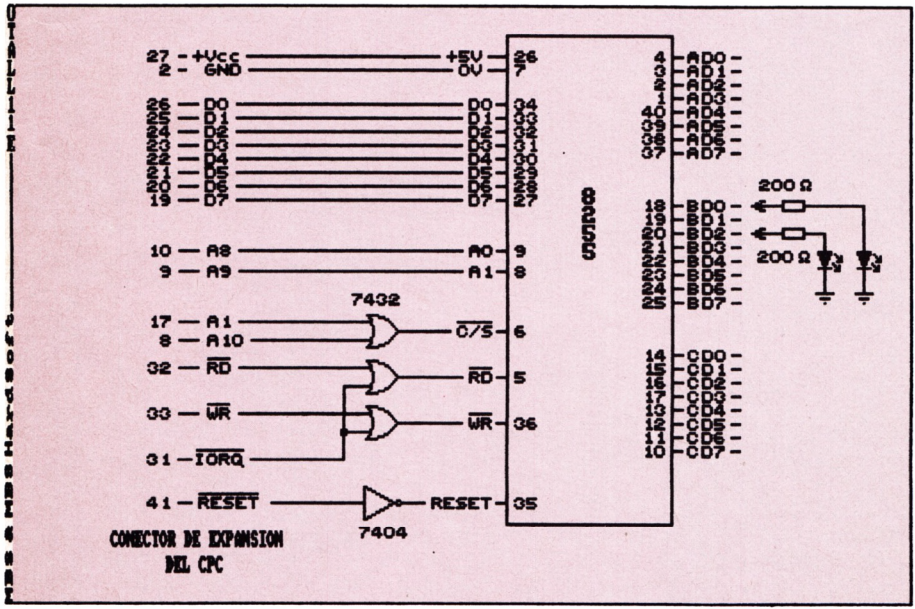 27 - +Vcc +5V 26
2 - GND 0V 7
26 - D0 D0 34
25 - D1 D1 33
24 - D2 D2 32
23 - D3 D3 31
22 - D4 D4 30
21 - D5 D5 29
20 - D6 D6 28
19 - D7 D7 27
10 - A8 A0 9
9 - A9 A1 8
7432
17 - A1
8 - A10
C/S 6
32 - RD RD 5
33 - WR WR 36
31 - IORQ
41 - RESET RESET 35
7404
CONECTOR DE EXPANSION
DEL CPC
8255
4 - AD0 -
3 - AD1 -
2 - AD2 -
1 - AD3 -
40 - AD4 -
39 - AD5 -
38 - AD6 -
37 - AD7 -
18 - BD0
19 - BD1 -
20 - BD2
21 - BD3 -
22 - BD4 -
23 - BD5 -
24 - BD6 -
25 - BD7 -
200 Ω
200 Ω
14 - CD0 -
15 - CD1 -
16 - CD2 -
17 - CD3 -
13 - CD4 -
12 - CD5 -
11 - CD6 -
10 - CD7 -